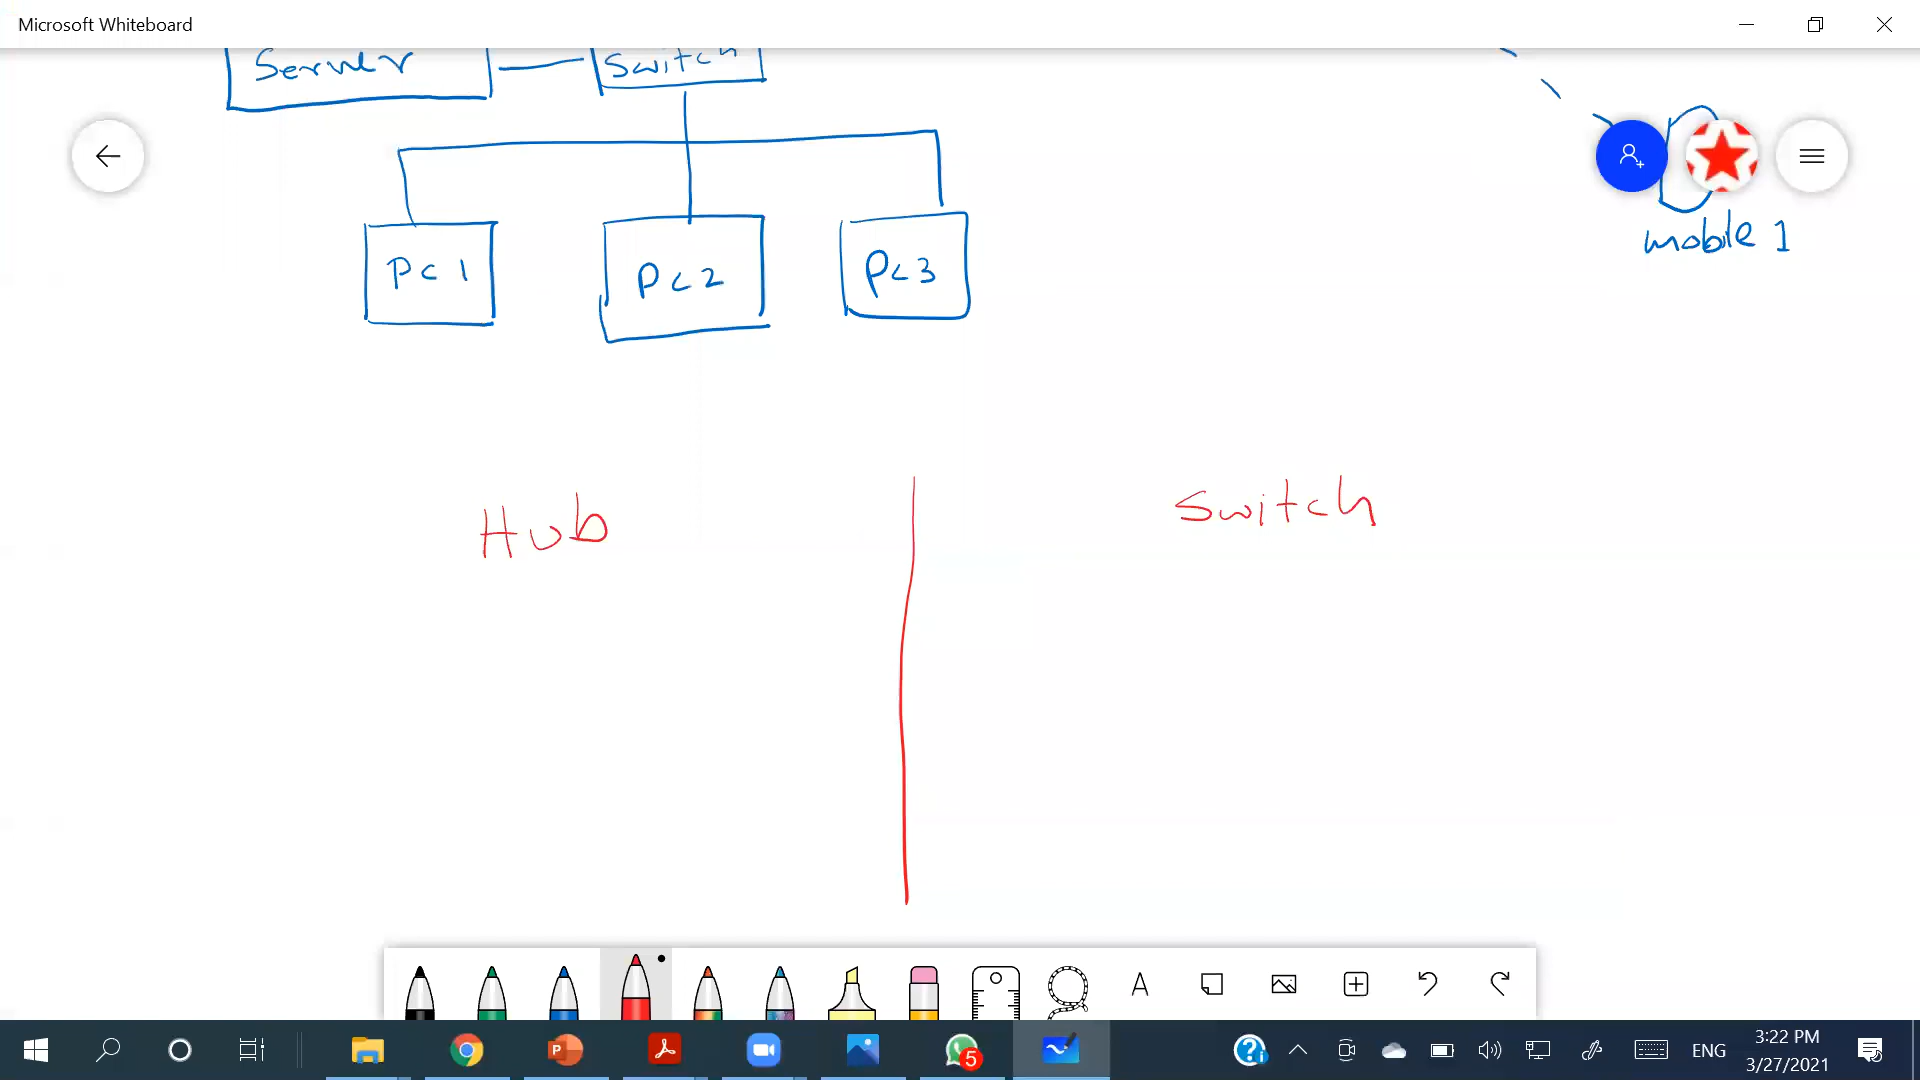 Microsoft Whiteboard
Server
Switch
PC 1
PC 2
PC 3
mobile 1
Hub
Switch
A
P
5
ENG
3:22 PM
3/27/2021